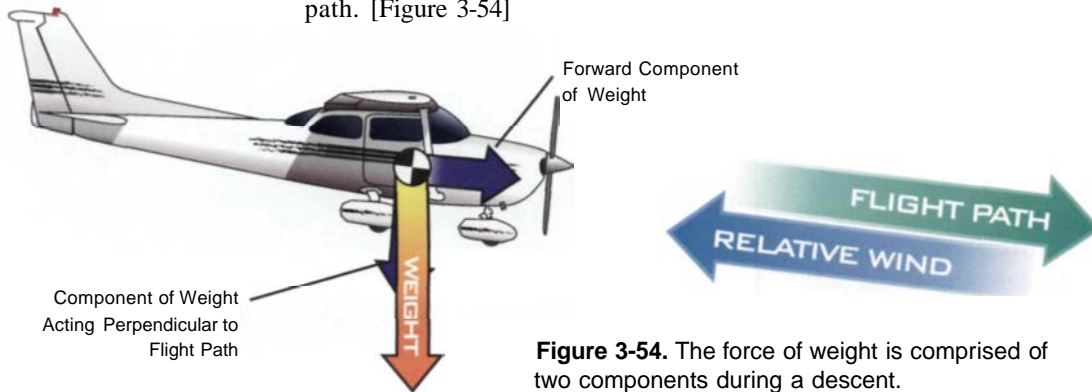 path. [Figure 3-54]
Forward Component
of Weight
FLIGHT PATH
RELATIVE WIND
WEIGHT
Component of Weight
Acting Perpendicular to
Flight Path
Figure 3-54. The force of weight is comprised of
two components during a descent.